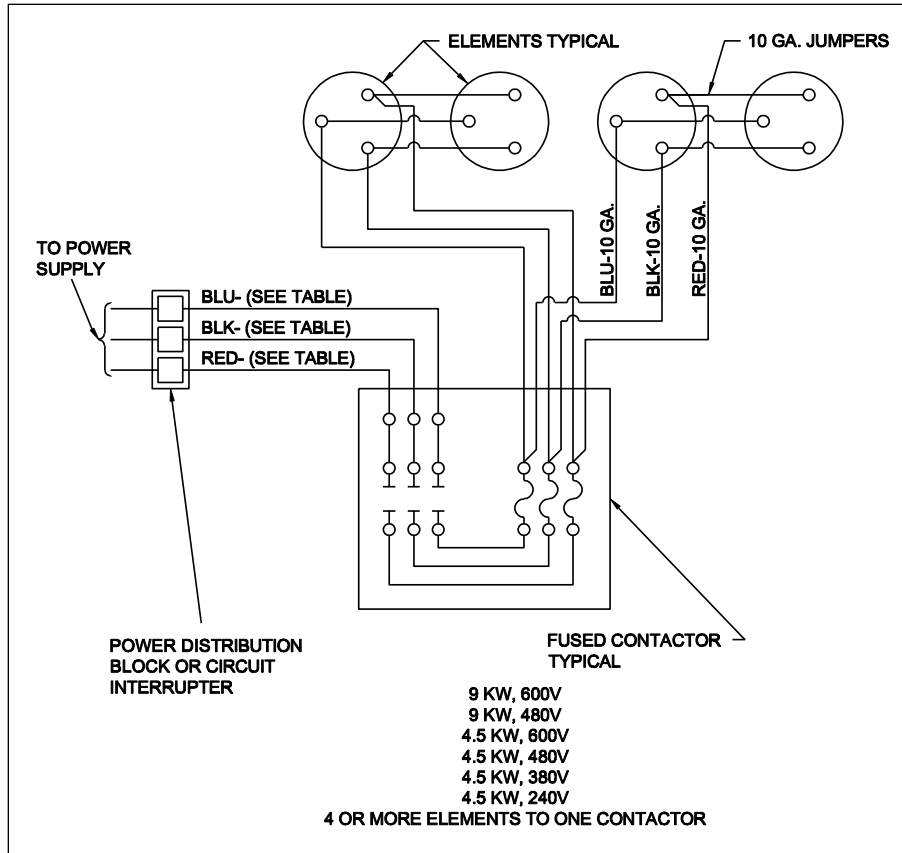 ELEMENTS TYPICAL
10 GA. JUMPERS
BLU-10 GA.
BLK-10 GA.
RED-10 GA.
TO POWER
SUPPLY
BLU- (SEE TABLE)
BLK- (SEE TABLE)
RED- (SEE TABLE)
POWER DISTRIBUTION
BLOCK OR CIRCUIT
INTERRUPTER
FUSED CONTACTOR
TYPICAL
9 KW, 600V
9 KW, 480V
4.5 KW, 600V
4.5 KW, 480V
4.5 KW, 380V
4.5 KW, 240V
4 OR MORE ELEMENTS TO ONE CONTACTOR